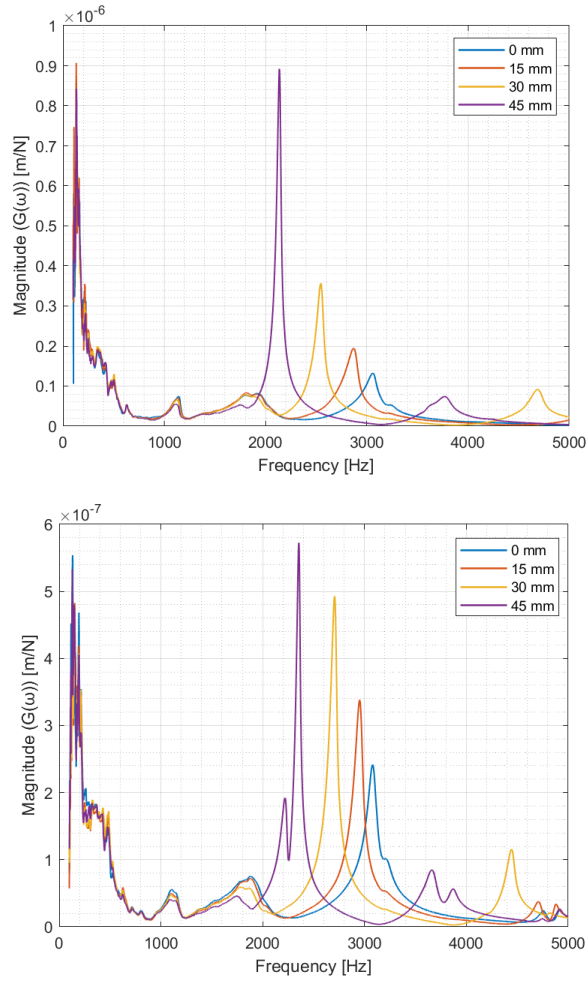 ×10⁻⁶
1
0.9
0.8
0.7
0.6
0.5
0.4
0.3
0.2
0.1
0
Magnitude (G(ω)) [m/N]
0 mm
15 mm
30 mm
45 mm
0 1000 2000 3000 4000 5000
Frequency [Hz]
×10⁻⁷
6
5
4
3
2
1
0
Magnitude (G(ω)) [m/N]
0 mm
15 mm
30 mm
45 mm
0 1000 2000 3000 4000 5000
Frequency [Hz]